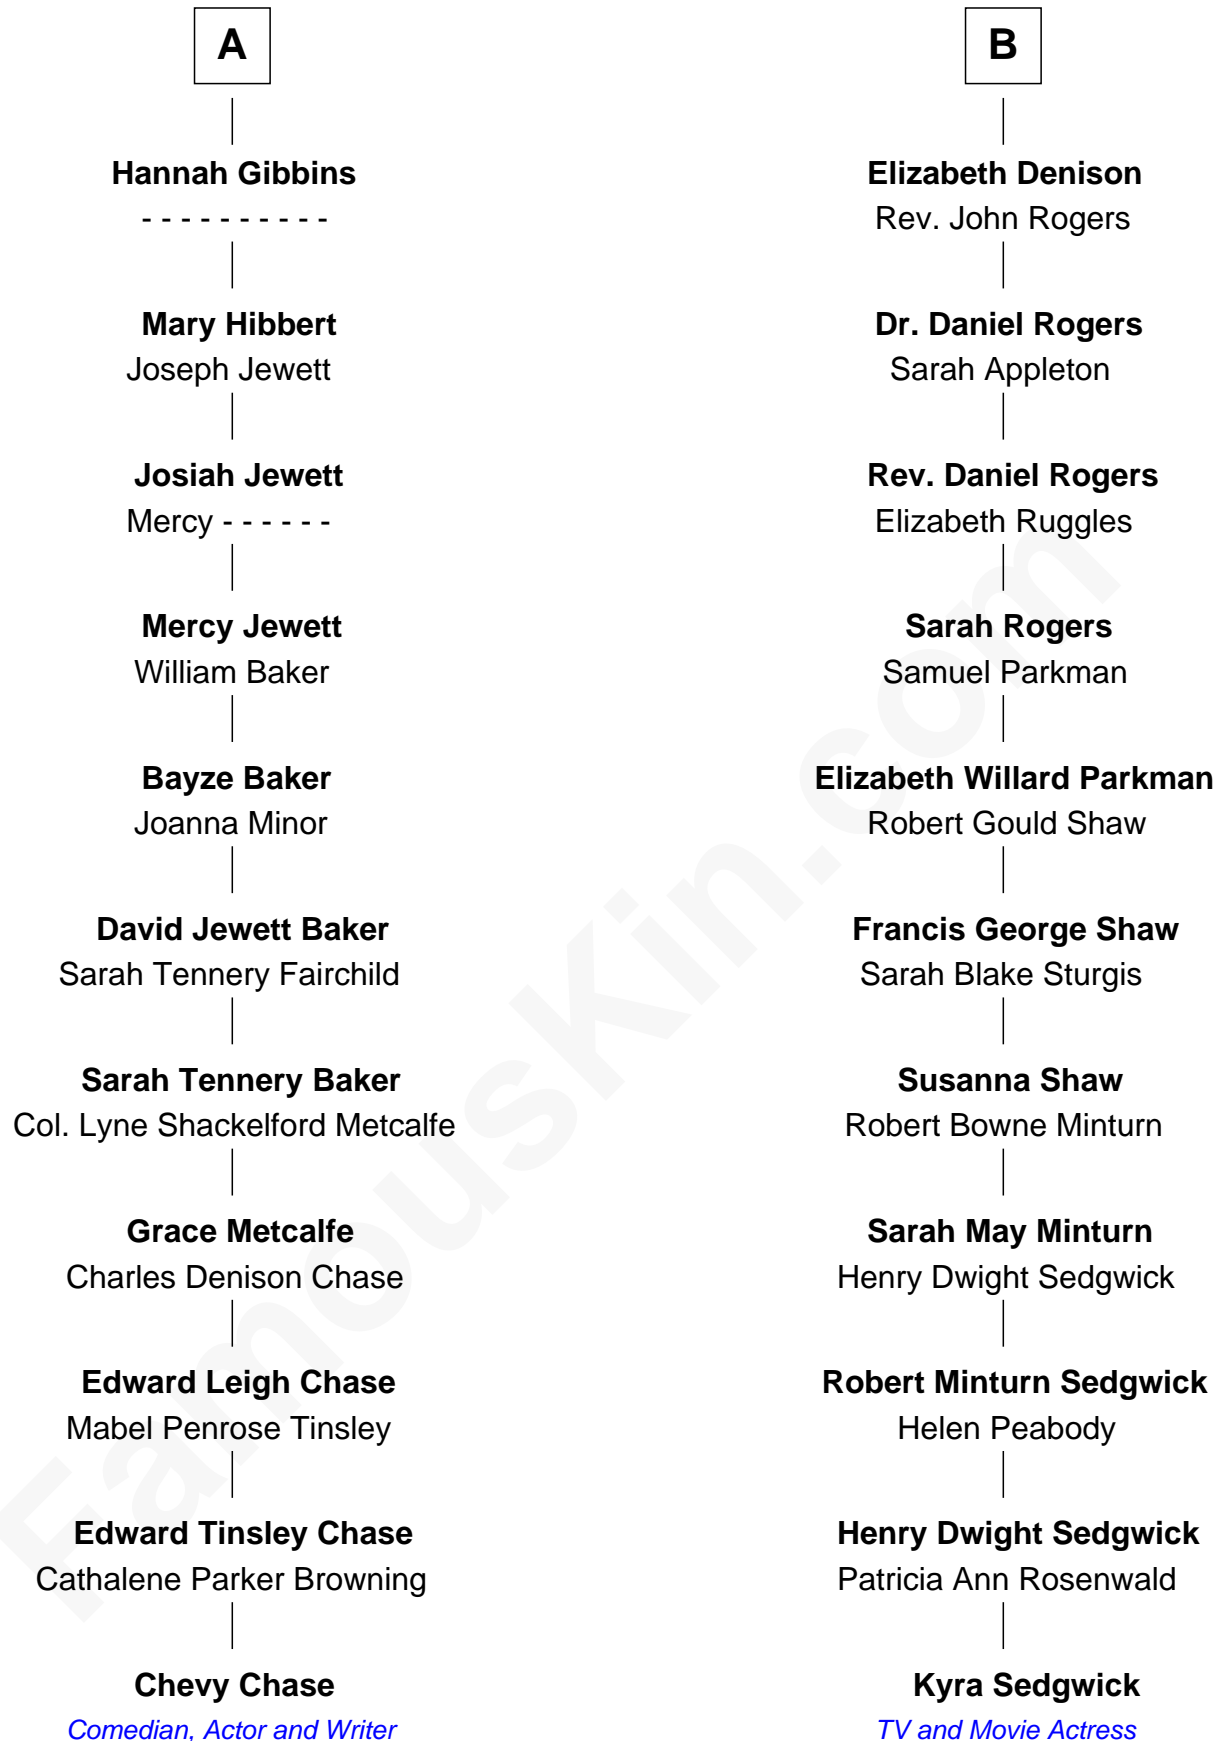 A
Hannah Gibbins
- - - - - - - - - -
Mary Hibbert
Joseph Jewett
Josiah Jewett
Mercy - - - - - -
Mercy Jewett
William Baker
Bayze Baker
Joanna Minor
David Jewett Baker
Sarah Tennery Fairchild
Sarah Tennery Baker
Col. Lyne Shackelford Metcalfe
Grace Metcalfe
Charles Denison Chase
Edward Leigh Chase
Mabel Penrose Tinsley
Edward Tinsley Chase
Cathalene Parker Browning
Chevy Chase
Comedian, Actor and Writer
B
Elizabeth Denison
Rev. John Rogers
Dr. Daniel Rogers
Sarah Appleton
Rev. Daniel Rogers
Elizabeth Ruggles
Sarah Rogers
Samuel Parkman
Elizabeth Willard Parkman
Robert Gould Shaw
Francis George Shaw
Sarah Blake Sturgis
Susanna Shaw
Robert Bowne Minturn
Sarah May Minturn
Henry Dwight Sedgwick
Robert Minturn Sedgwick
Helen Peabody
Henry Dwight Sedgwick
Patricia Ann Rosenwald
Kyra Sedgwick
TV and Movie Actress
FamousKin.com